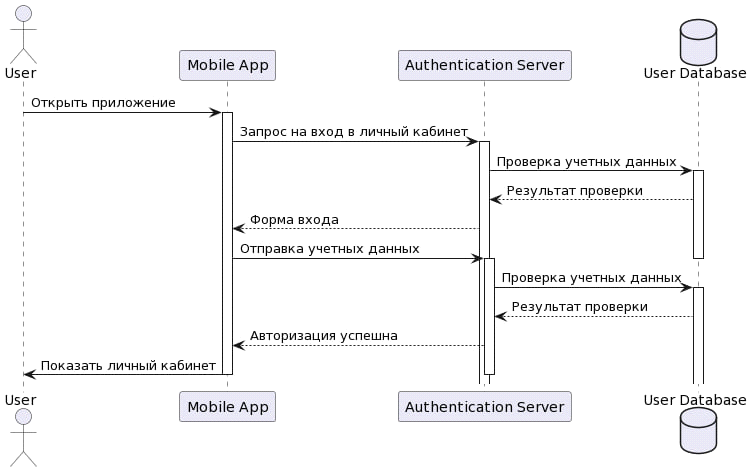 User
Mobile App
Authentication Server
User Database
Открыть приложение
Запрос на вход в личный кабинет
Проверка учетных данных
Результат проверки
Форма входа
Отправка учетных данных
Проверка учетных данных
Результат проверки
Авторизация успешна
Показать личный кабинет
User
Mobile App
Authentication Server
User Database